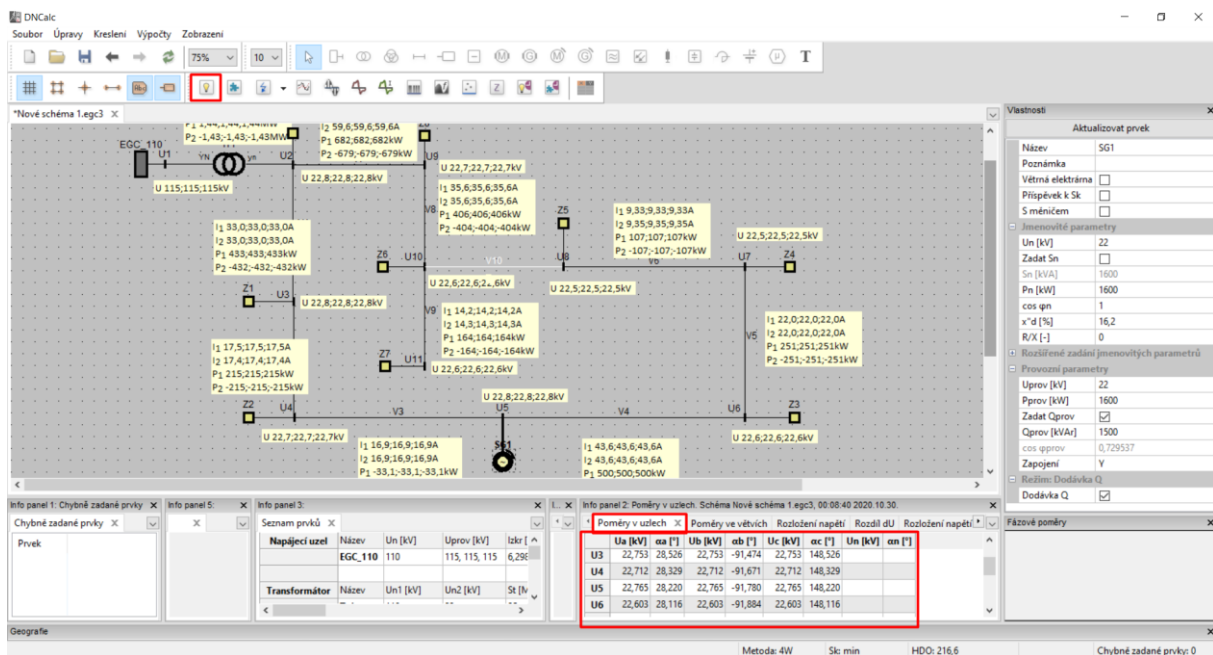 DNCalc
Soubor Úpravy Kreslení Výpočty Zobrazení
75% 10 T
*Nové schéma 1.egc3 X
P2 -1,43;-1,43;-1,43MW
I2 59,6;59,6;59,6A
P1 682;682;682kW
P2 -679;-679;-679kW
EGC_110
U1 YN yn U2 U9
U 115;115;115kV
U 22,8;22,8;22,8kV
U 22,7;22,7;22,7kV
V8
I1 35,6;35,6;35,6A
I2 35,6;35,6;35,6A
P1 406;406;406kW
P2 -404;-404;-404kW
I1 33,0;33,0;33,0A
I2 33,0;33,0;33,0A
P1 433;433;433kW
P2 -432;-432;-432kW
Z5
I1 9,33;9,33;9,33A
I2 9,35;9,35;9,35A
P1 107;107;107kW
P2 -107;-107;-107kW
U 22,5;22,5;22,5kV
Z6 U10 V10 U8 V6 U7 Z4
U 22,5;22,5;22,5kV
Z1 U3
U 22,8;22,8;22,8kV
V9
I1 14,2;14,2;14,2A
I2 14,3;14,3;14,3A
P1 164;164;164kW
P2 -164;-164;-164kW
V5
I1 22,0;22,0;22,0A
I2 22,0;22,0;22,0A
P1 251;251;251kW
P2 -251;-251;-251kW
I1 17,5;17,5;17,5A
I2 17,4;17,4;17,4A
P1 215;215;215kW
P2 -215;-215;-215kW
Z7 U11
U 22,6;22,6;22,6kV
U 22,8;22,8;22,8kV
Z2 U4 V3 U5 V4 U6 Z3
U 22,7;22,7;22,7kV
U 22,6;22,6;22,6kV
I1 16,9;16,9;16,9A
I2 16,9;16,9;16,9A
P1 -33,1;-33,1;-33,1kW
SG1
I1 43,6;43,6;43,6A
I2 43,6;43,6;43,6A
P1 500;500;500kW
Vlastnosti x
Aktualizovat prvek
Název SG1
Poznámka
Větrná elektrárna
Příspěvek k Sk
S měničem
Jmenovité parametry
Un [kV] 22
Zadat Sn
Sn [kVA] 1600
Pn [kW] 1600
cos φn 1
x"d [%] 16,2
R/X [-] 0
Rozšířené zadání jmenovitých parametrů
Provozní parametry
Uprov [kV] 22
Pprov [kW] 1600
Zadat Qprov
Qprov [kVAr] 1500
cos φprov 0,729537
Zapojení Y
Režim: Dodávka Q
Dodávka Q
Info panel 1: Chybně zadané prvky x
Chybně zadané prvky X
Prvek
Info panel 5: x
X
Info panel 3: x
Seznam prvků X
Napájecí uzel Název Un [kV] Uprov [kV]
EGC_110 110 115, 115, 115
Transformátor Název Un1 [kV] Un2 [kV]
I... x
Info panel 2: Poměry v uzlech. Schéma Nové schéma 1.egc3, 00:08:40 2020.10.30. x
Poměry v uzlech X Poměry ve větvích Rozložení napětí Rozdíl dU Rozložení napětí
Ua [kV] αa [°] Ub [kV] αb [°] Uc [kV] αc [°] Un [kV] αn [°]
U3 22,753 28,526 22,753 -91,474 22,753 148,526
U4 22,712 28,329 22,712 -91,671 22,712 148,329
U5 22,765 28,220 22,765 -91,780 22,765 148,220
U6 22,603 28,116 22,603 -91,884 22,603 148,116
Fázové poměry
Geografie x
Metoda: 4W Sk: min HDO: 216,6 Chybně zadané prvky: 0